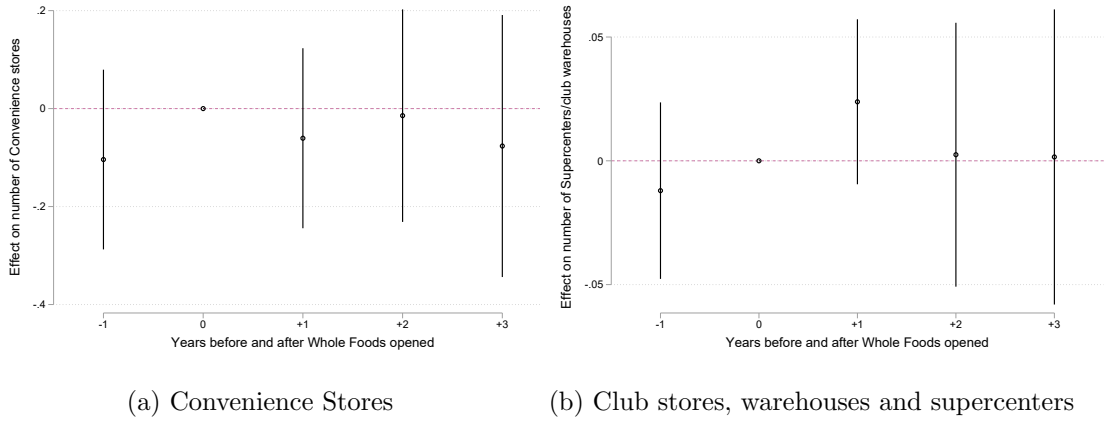 Effect on number of Convenience stores
.2
0
-.2
-.4
-1 0 +1 +2 +3
Years before and after Whole Foods opened
(a) Convenience Stores
Effect on number of Supercenters/club warehouses
.05
0
-.05
-1 0 +1 +2 +3
Years before and after Whole Foods opened
(b) Club stores, warehouses and supercenters